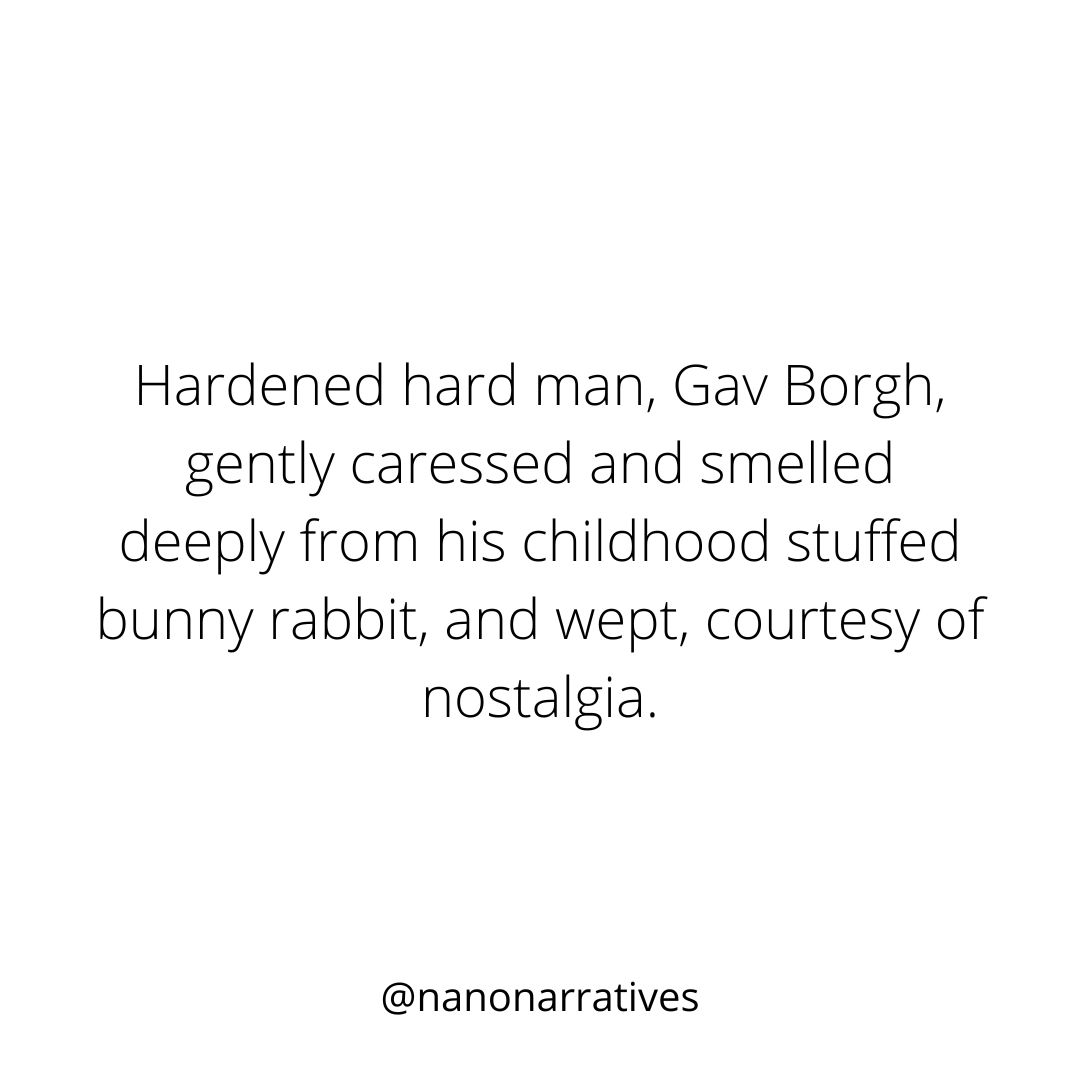 Hardened hard man, Gav Borgh,
gently caressed and smelled
deeply from his childhood stuffed
bunny rabbit, and wept, courtesy of
nostalgia.
@nanonarratives